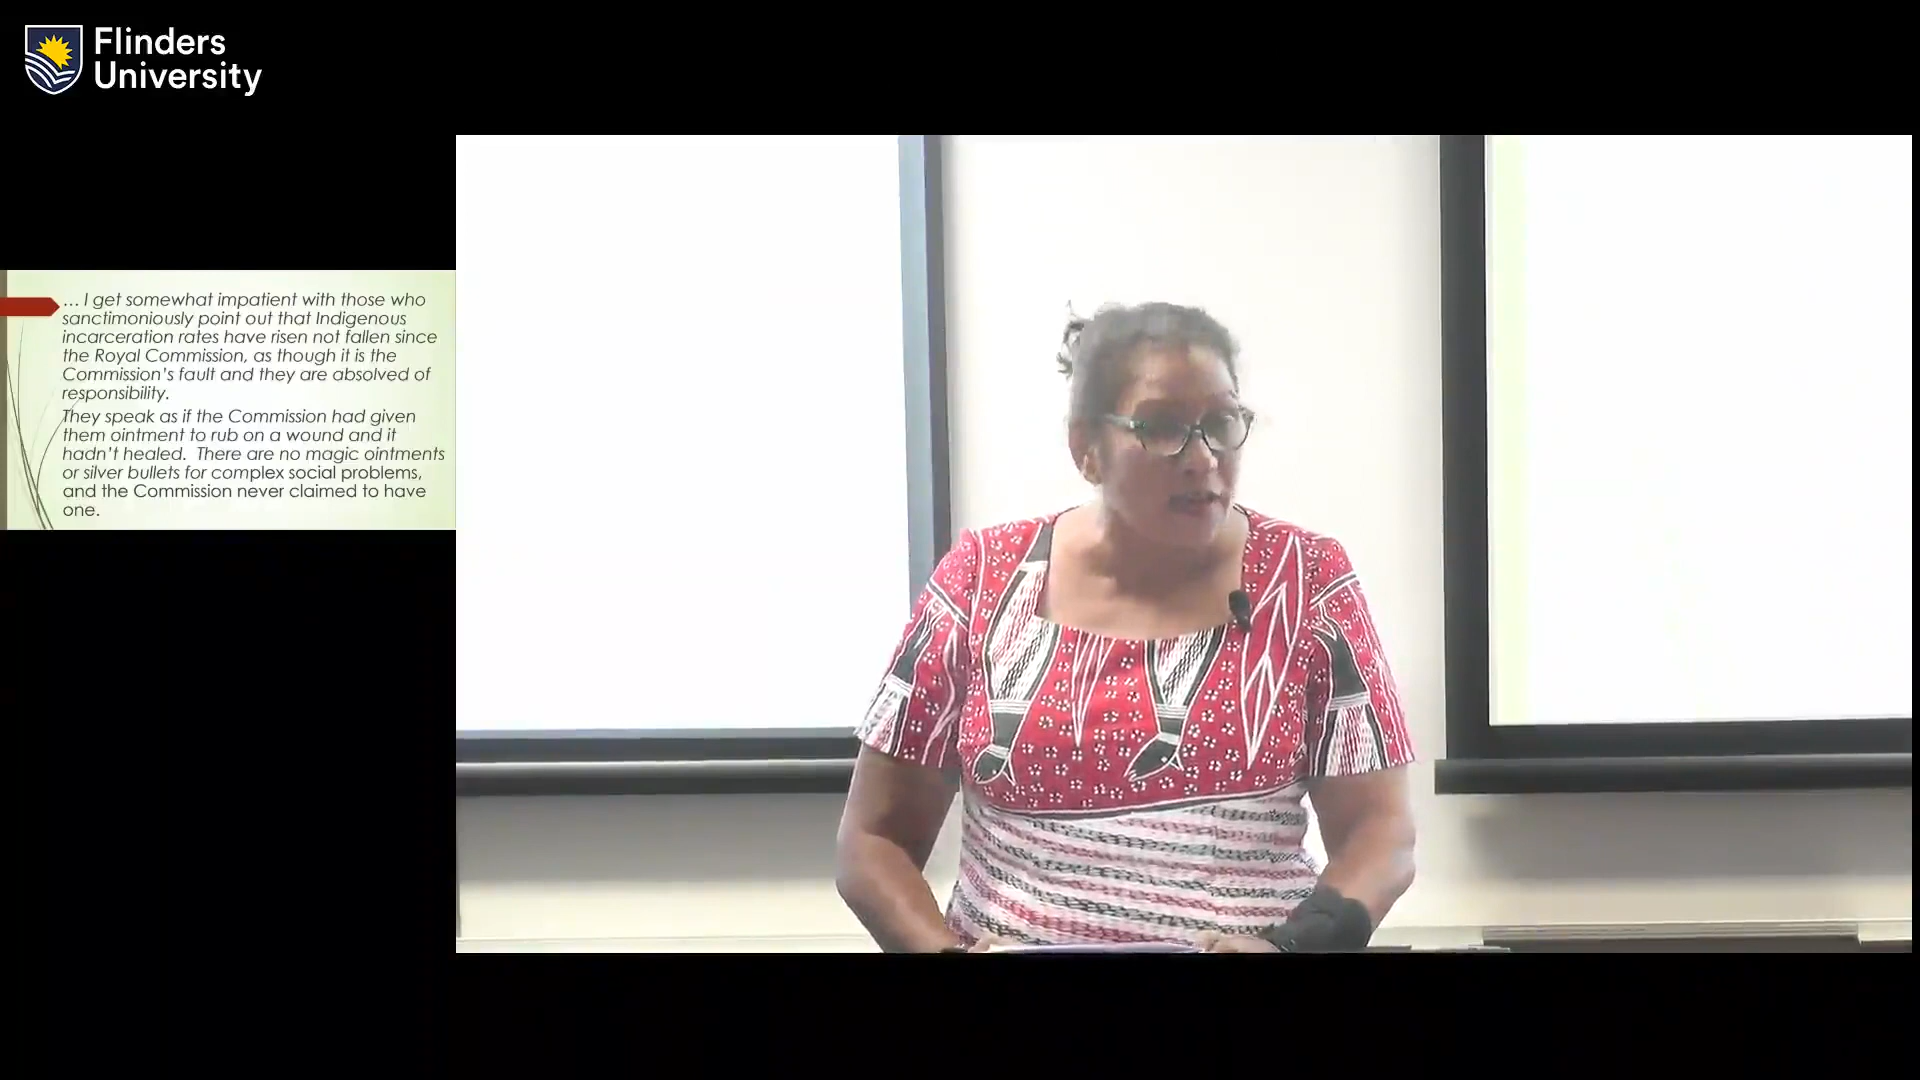 Flinders
University
… I get somewhat impatient with those who
sanctimoniously point out that Indigenous
incarceration rates have risen not fallen since
the Royal Commission, as though it is the
Commission’s fault and they are absolved of
responsibility.
They speak as if the Commission had given
them ointment to rub on a wound and it
hadn’t healed.  There are no magic ointments
or silver bullets for complex social problems,
and the Commission never claimed to have
one.